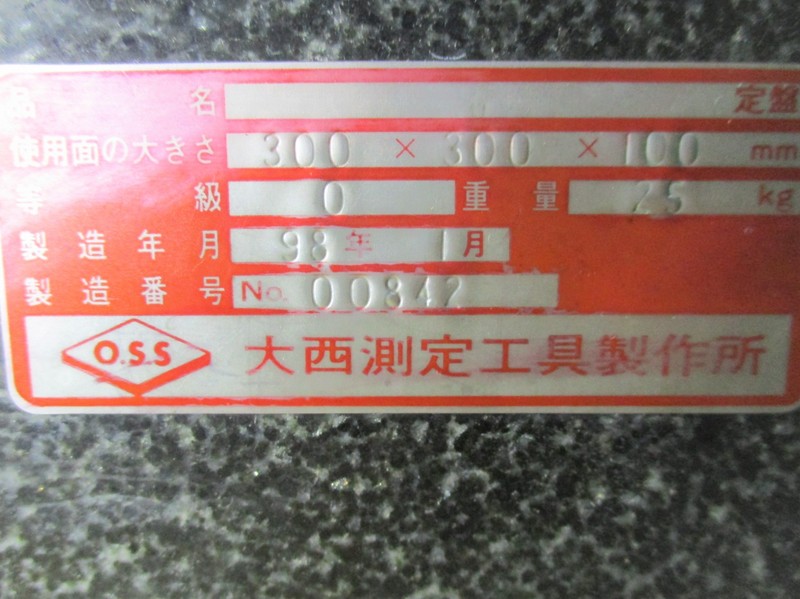 品名 定盤
使用面の大きさ 300 × 300 × 100 mm
等級 0 重量 25 kg
製造年月 98年 1月
製造番号 No. 00842
O.S.S 大西測定工具製作所